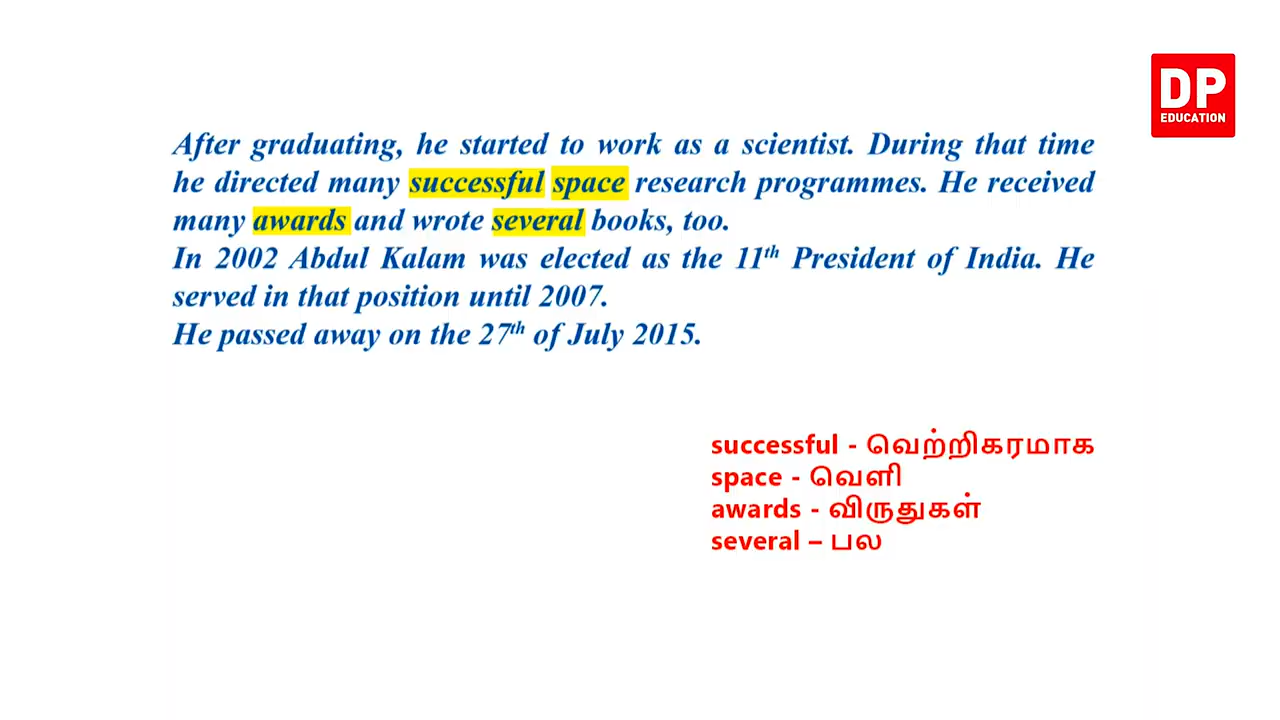 DP
EDUCATION
After graduating, he started to work as a scientist. During that time
he directed many successful space research programmes. He received
many awards and wrote several books, too.
In 2002 Abdul Kalam was elected as the 11th President of India. He
served in that position until 2007.
He passed away on the 27th of July 2015.
successful - வெற்றிகரமாக
space - வெளி
awards - விருதுகள்
several – பல